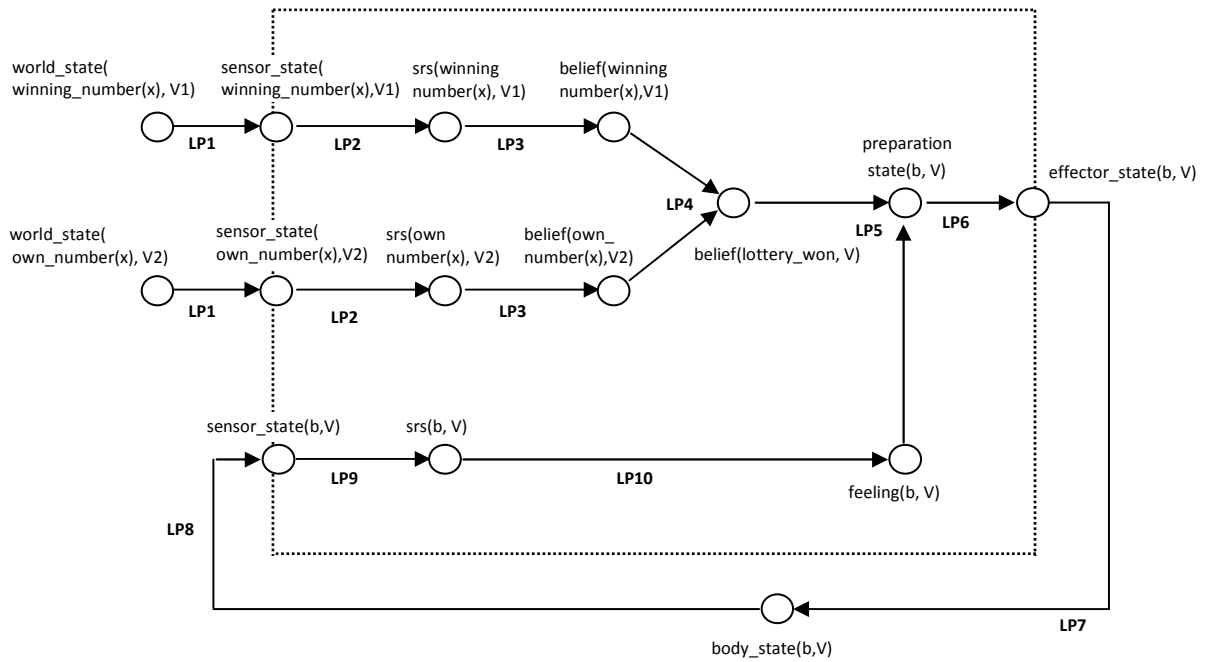 world_state(
winning_number(x), V1)
sensor_state(
winning_number(x),V1)
srs(winning
number(x), V1)
belief(winning
number(x),V1)
LP1
LP2
LP3
preparation
state(b, V)
effector_state(b, V)
LP4
LP5
LP6
belief(lottery_won, V)
world_state(
own_number(x), V2)
sensor_state(
own_number(x),V2)
srs(own
number(x), V2)
belief(own_
number(x),V2)
LP1
LP2
LP3
sensor_state(b,V)
srs(b, V)
LP9
LP10
feeling(b, V)
LP8
LP7
body_state(b,V)